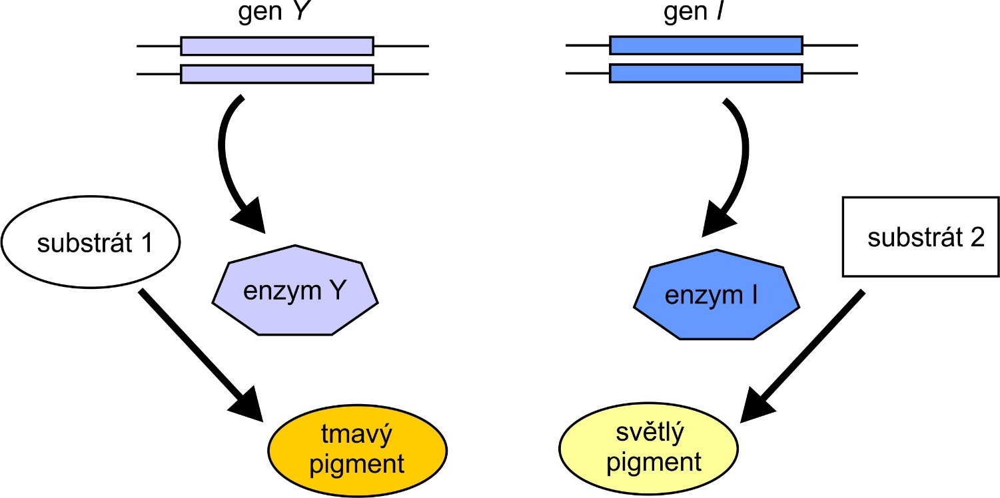 gen Y
gen I
substrát 1
enzym Y
enzym I
substrát 2
tmavý
pigment
světlý
pigment